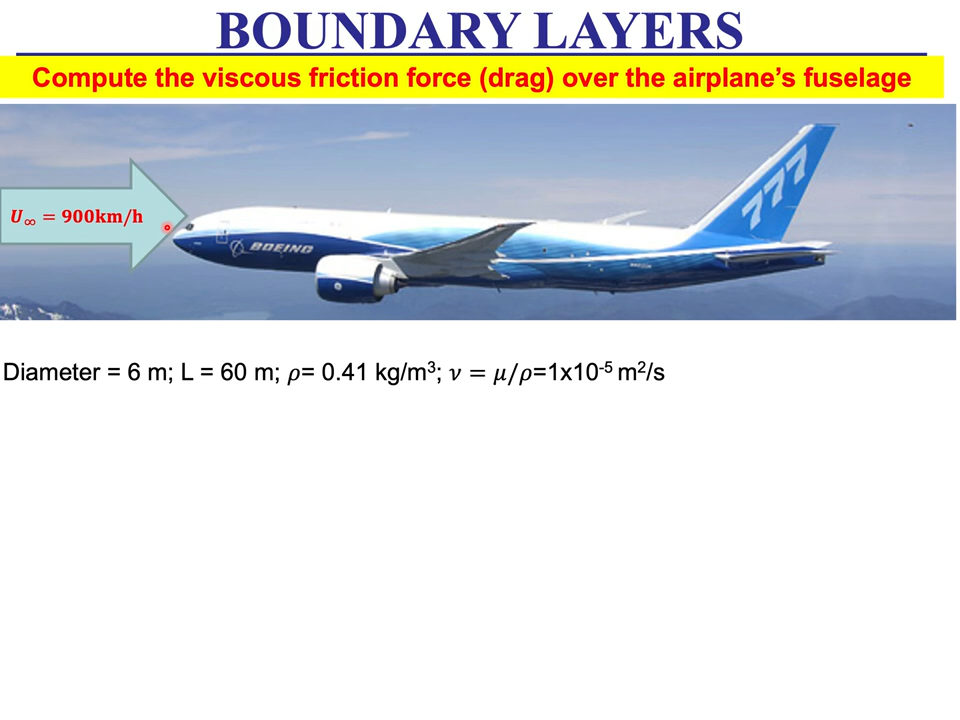 BOUNDARY LAYERS
Compute the viscous friction force (drag) over the airplane’s fuselage
777
U∞ = 900km/h
BOEING
Diameter = 6 m; L = 60 m; ρ= 0.41 kg/m³; ν = μ/ρ=1x10⁻⁵ m²/s